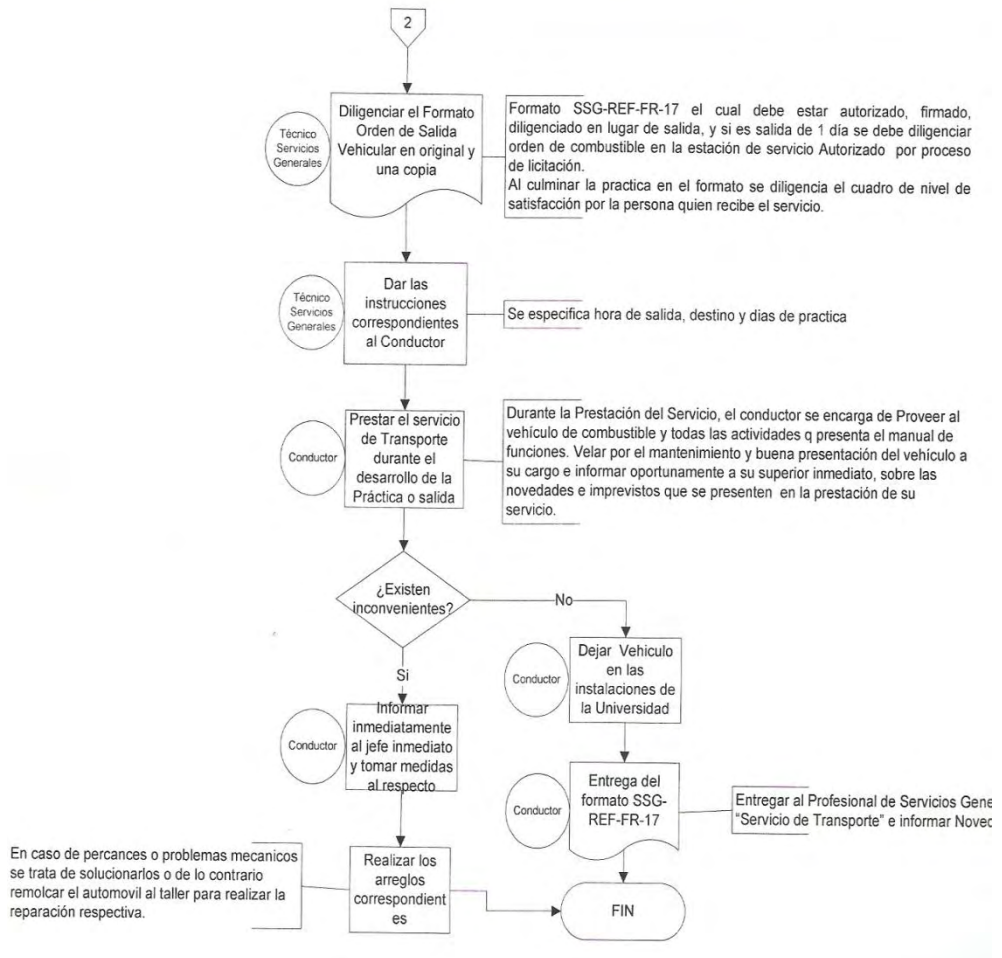 2
Diligenciar el Formato
Orden de Salida
Vehicular en original y
una copia
Técnico
Servicios
Generales
Formato SSG-REF-FR-17 el cual debe estar autorizado, firmado,
diligenciado en lugar de salida, y si es salida de 1 día se debe diligenciar
orden de combustible en la estación de servicio Autorizado por proceso
de licitación.
Al culminar la practica en el formato se diligencia el cuadro de nivel de
satisfacción por la persona quien recibe el servicio.
Técnico
Servicios
Generales
Dar las
instrucciones
correspondientes
al Conductor
Se especifica hora de salida, destino y dias de practica
Conductor
Prestar el servicio
de Transporte
durante el
desarrollo de la
Práctica o salida
Durante la Prestación del Servicio, el conductor se encarga de Proveer al
vehículo de combustible y todas las actividades q presenta el manual de
funciones. Velar por el mantenimiento y buena presentación del vehículo a
su cargo e informar oportunamente a su superior inmediato, sobre las
novedades e imprevistos que se presenten en la prestación de su
servicio.
¿Existen
inconvenientes?
No
Si
Conductor
Dejar Vehiculo
en las
instalaciones de
la Universidad
Conductor
Informar
inmediatamente
al jefe inmediato
y tomar medidas
al respecto
Conductor
Entrega del
formato SSG-
REF-FR-17
Entregar al Profesional de Servicios Gene
“Servicio de Transporte” e informar Noved
En caso de percances o problemas mecanicos
se trata de solucionarlos o de lo contrario
remolcar el automovil al taller para realizar la
reparación respectiva.
Realizar los
arreglos
correspondient
es
FIN